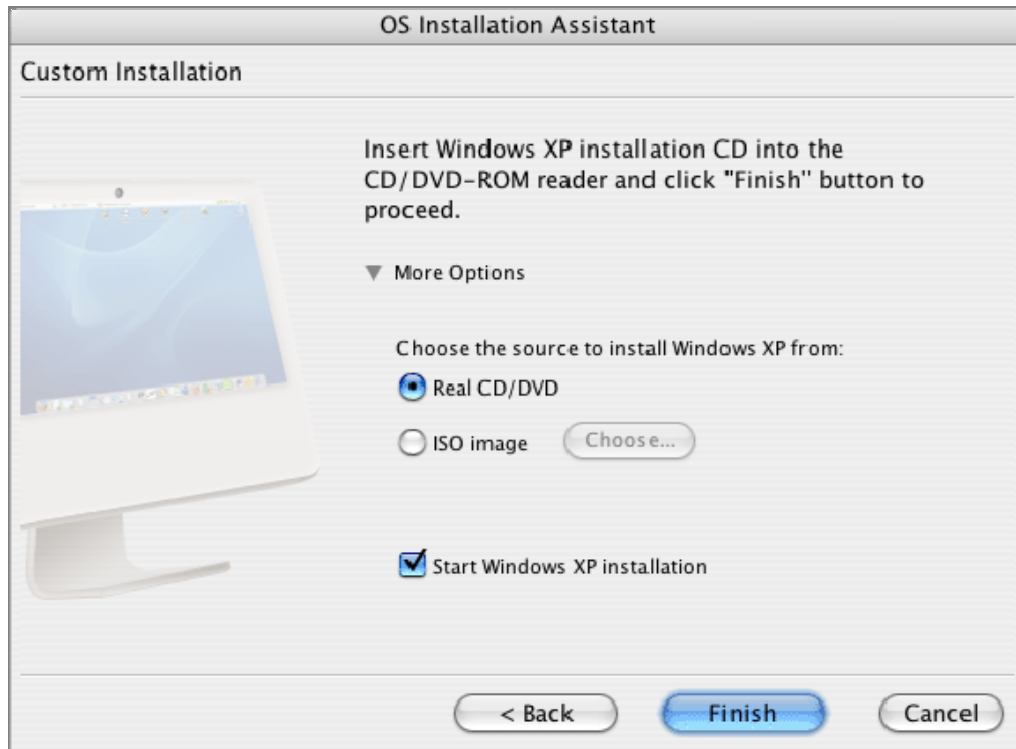 OS Installation Assistant
Custom Installation
Insert Windows XP installation CD into the
CD/DVD-ROM reader and click "Finish" button to
proceed.
More Options
Choose the source to install Windows XP from:
Real CD/DVD
ISO image Choose...
Start Windows XP installation
< Back Finish Cancel